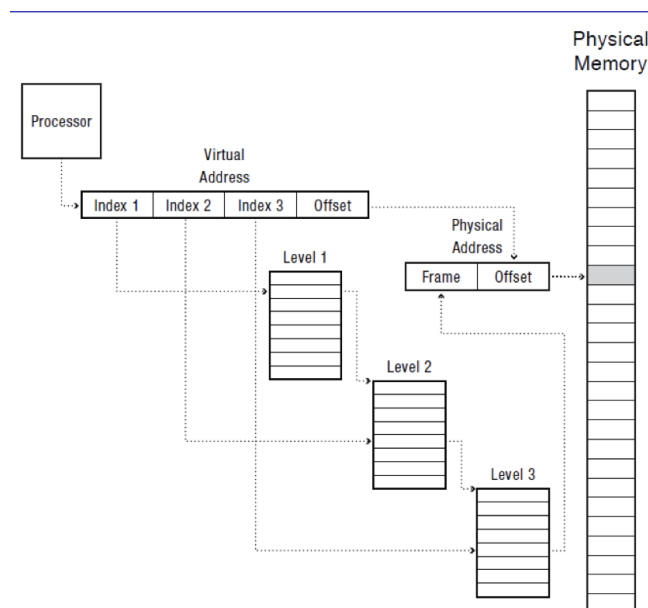 Physical
Memory
Processor
Virtual
Address
Index 1 Index 2 Index 3 Offset
Physical
Address
Level 1
Frame Offset
Level 2
Level 3